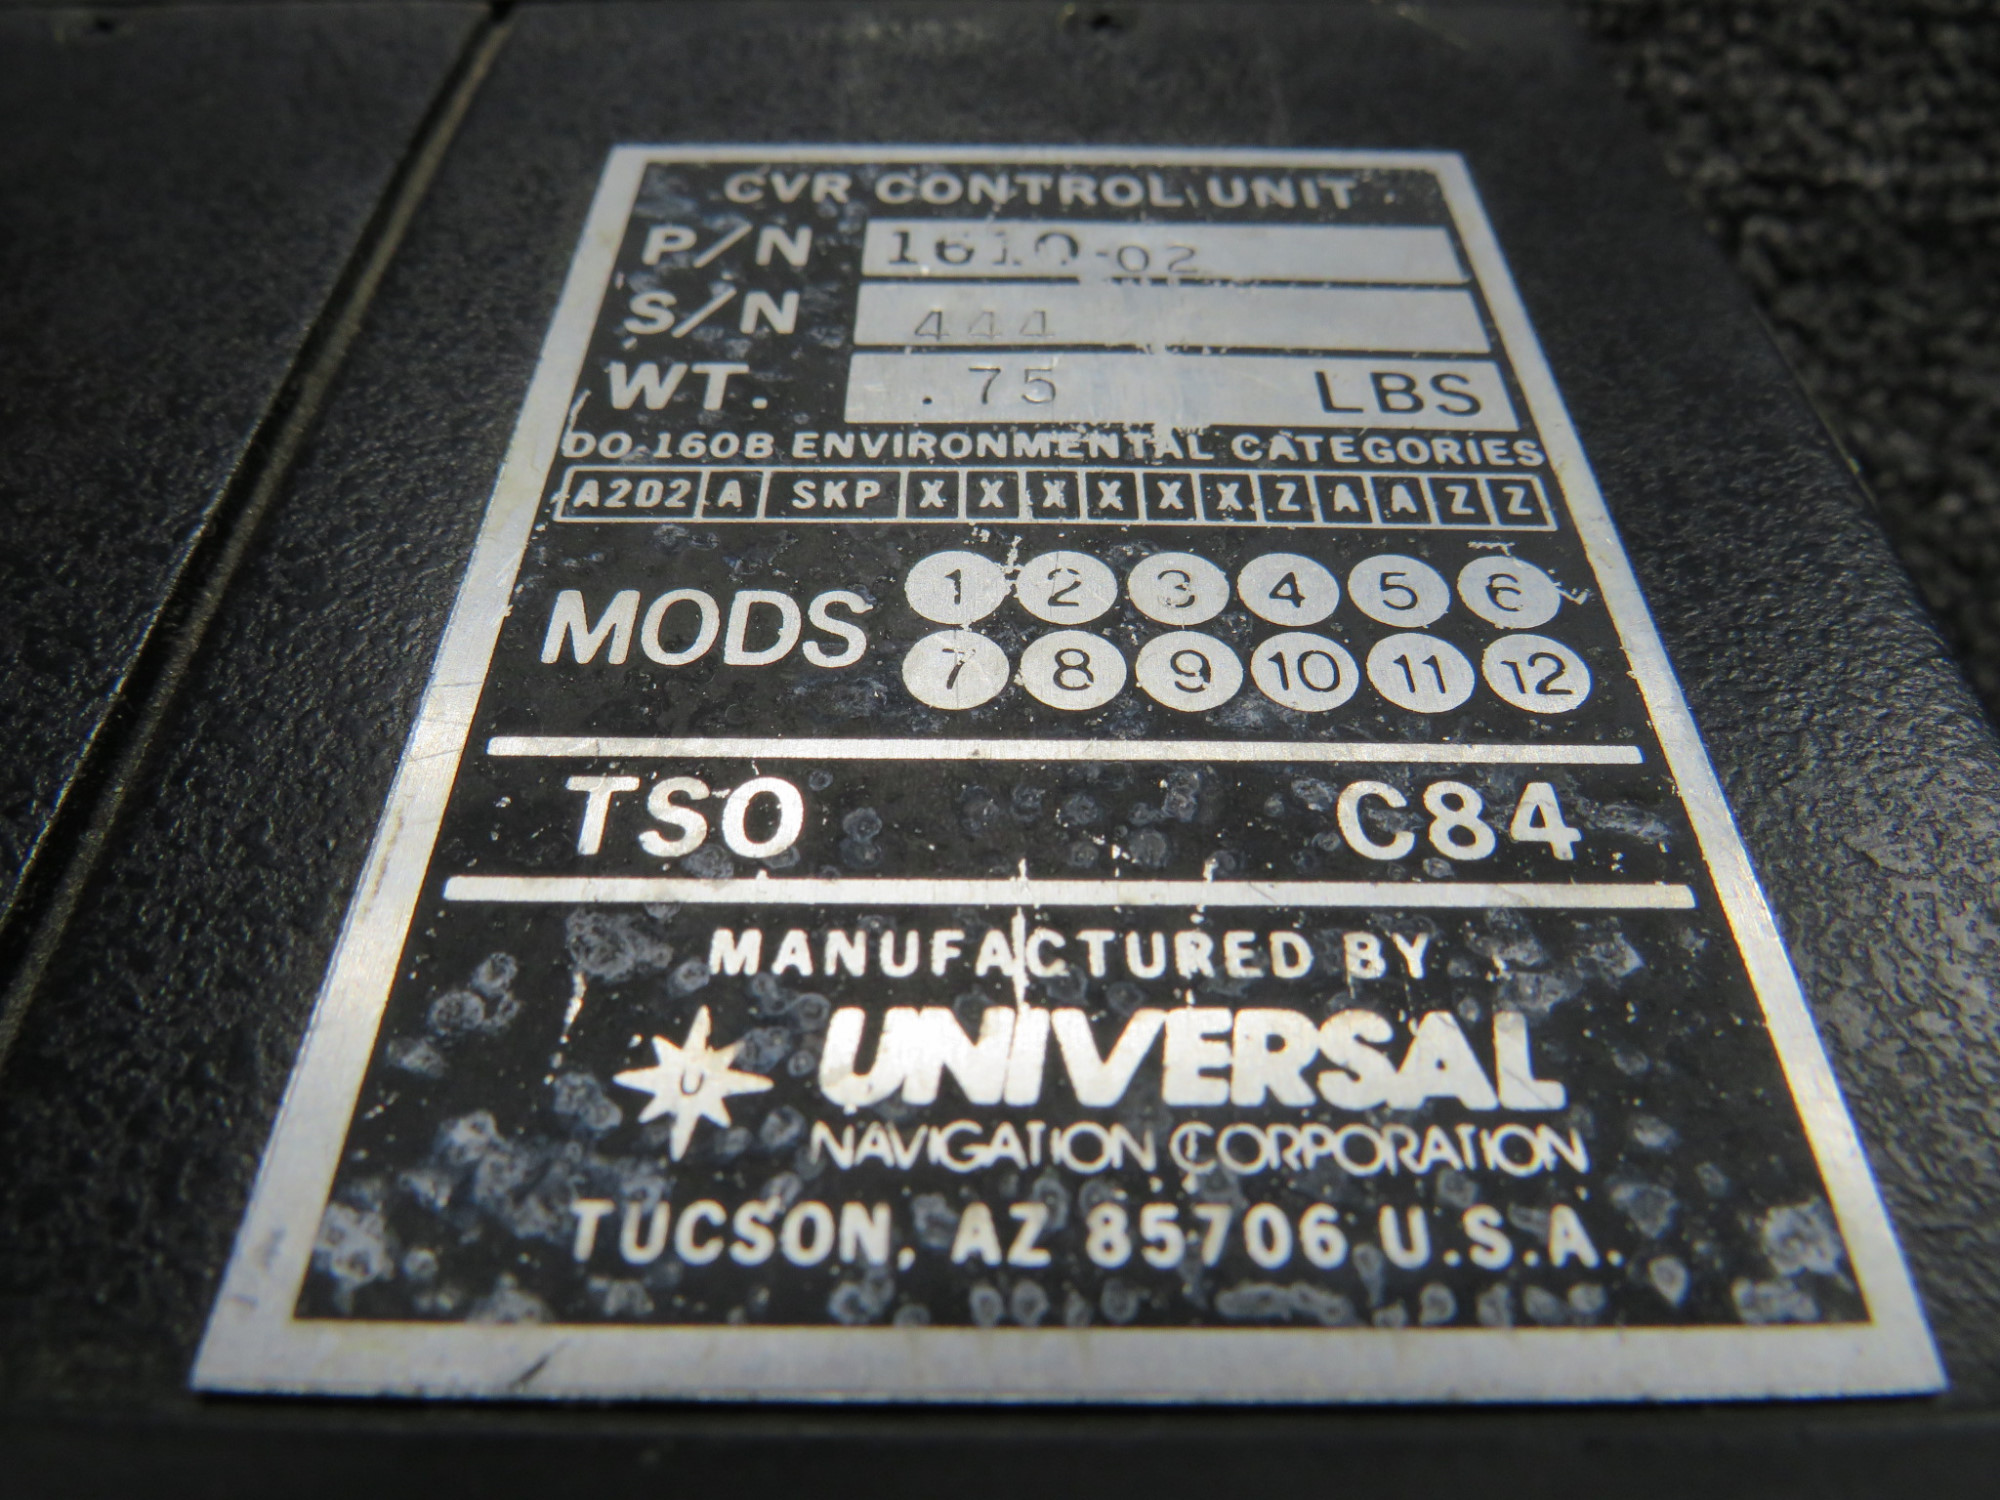 CVR CONTROL UNIT
P/N 1610-02
S/N 444
WT. .75 LBS
DO-160B ENVIRONMENTAL CATEGORIES
A2D2 A SKP X X X X X X Z A A Z Z
MODS 1 2 3 4 5 6
7 8 9 10 11 12
TSO C84
MANUFACTURED BY
U UNIVERSAL
NAVIGATION CORPORATION
TUCSON, AZ 85706 U.S.A.